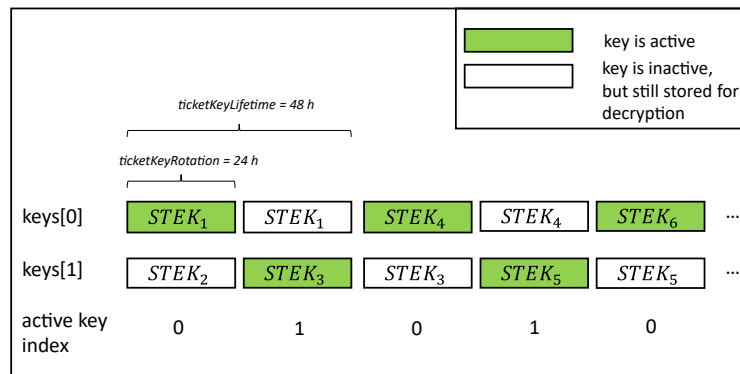 key is active
key is inactive,
but still stored for
decryption
ticketKeyLifetime = 48 h
ticketKeyRotation = 24 h
keys[0] STEK₁ STEK₁ STEK₄ STEK₄ STEK₆ ...
keys[1] STEK₂ STEK₃ STEK₃ STEK₅ STEK₅ ...
active key
index 0 1 0 1 0